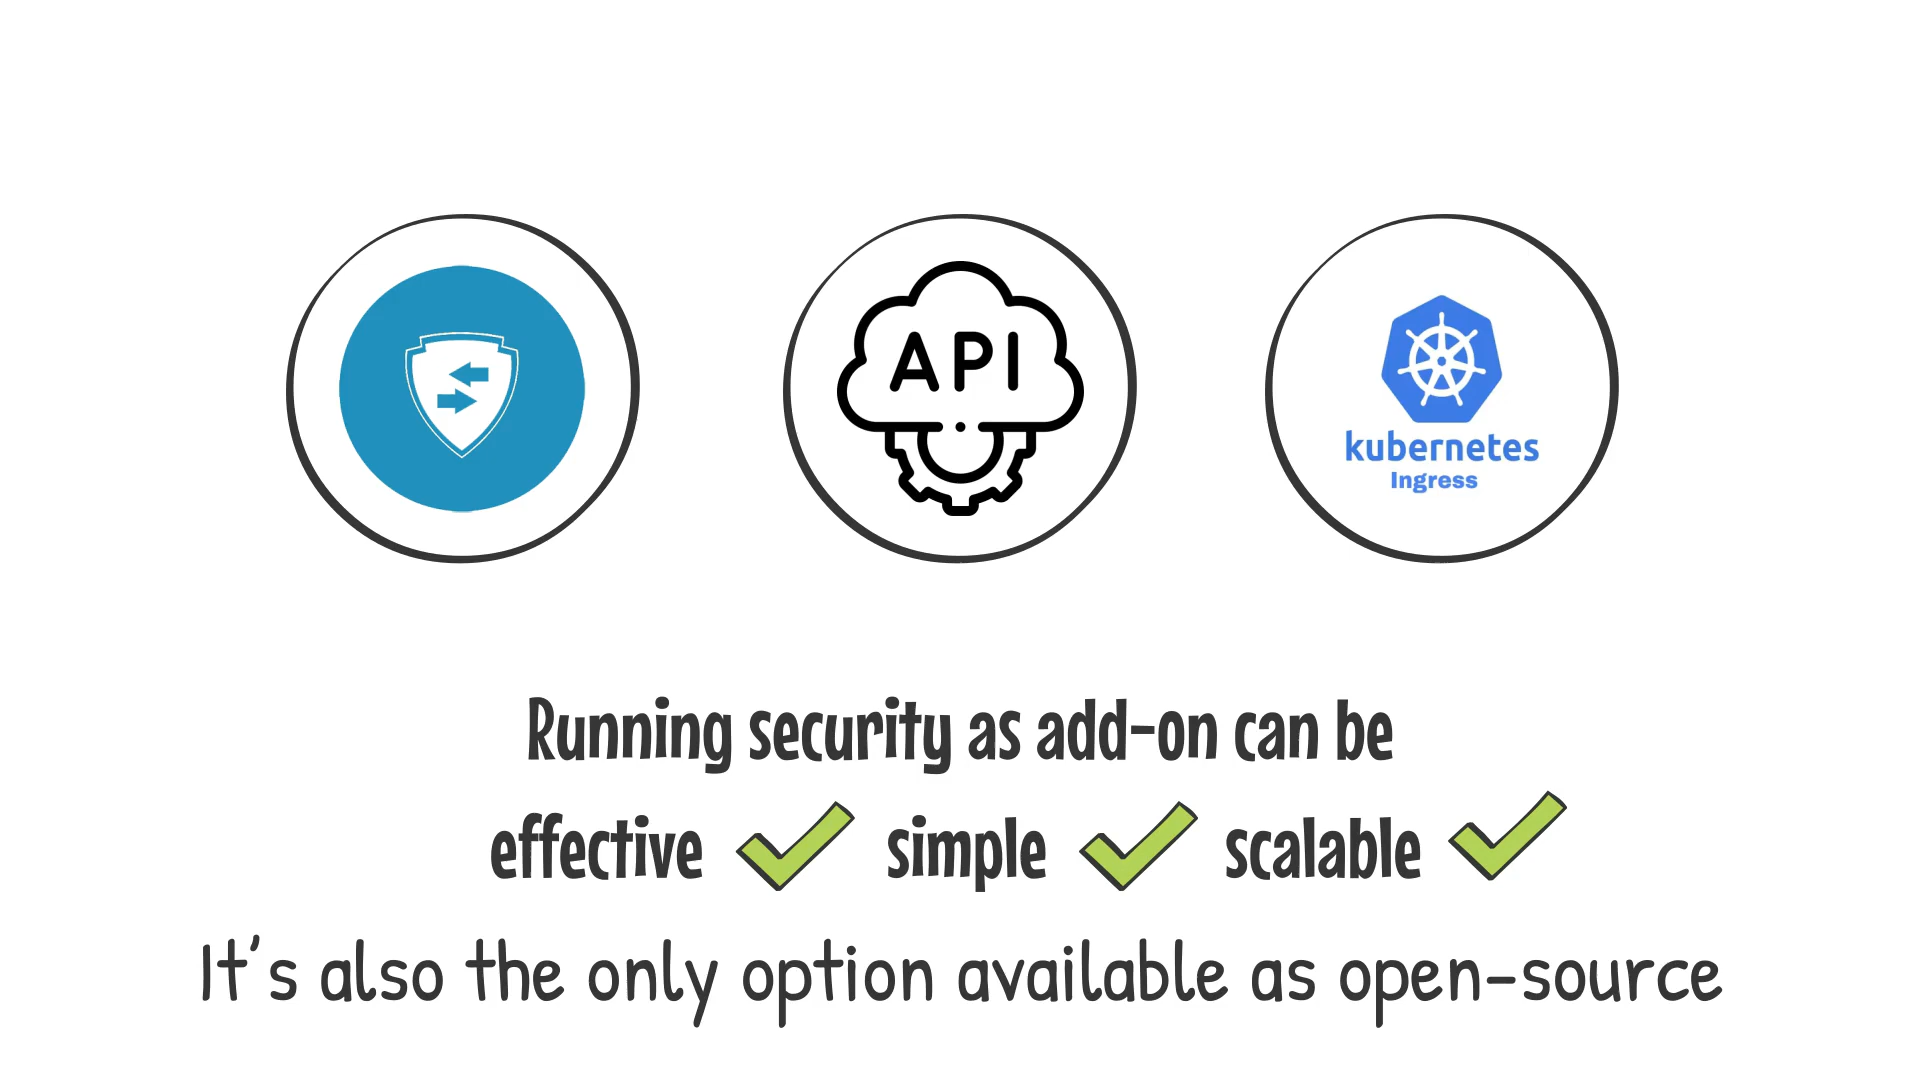 API
kubernetes
Ingress
Running security as add-on can be
effective simple scalable
It's also the only option available as open-source